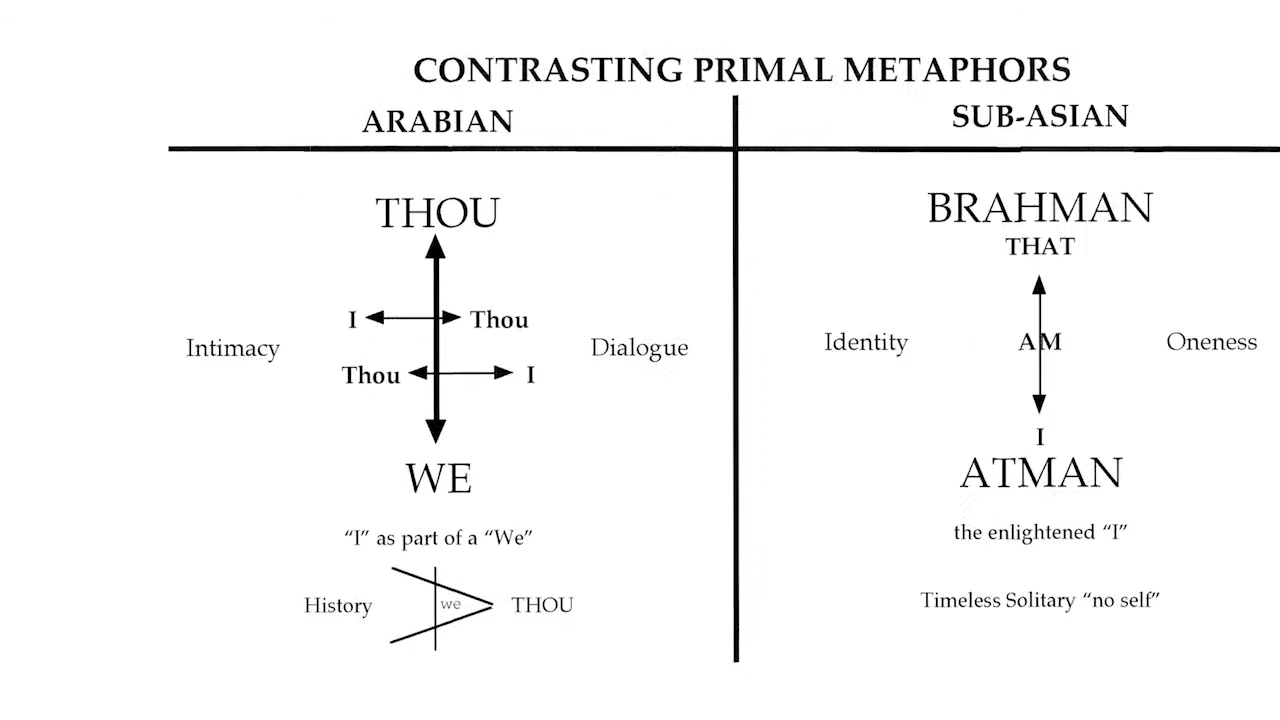 CONTRASTING PRIMAL METAPHORS
ARABIAN
SUB-ASIAN
THOU
I
Thou
Intimacy
Dialogue
Thou
I
WE
“I” as part of a “We”
History
we
THOU
BRAHMAN
THAT
Identity
AM
Oneness
I
ATMAN
the enlightened “I”
Timeless Solitary “no self”